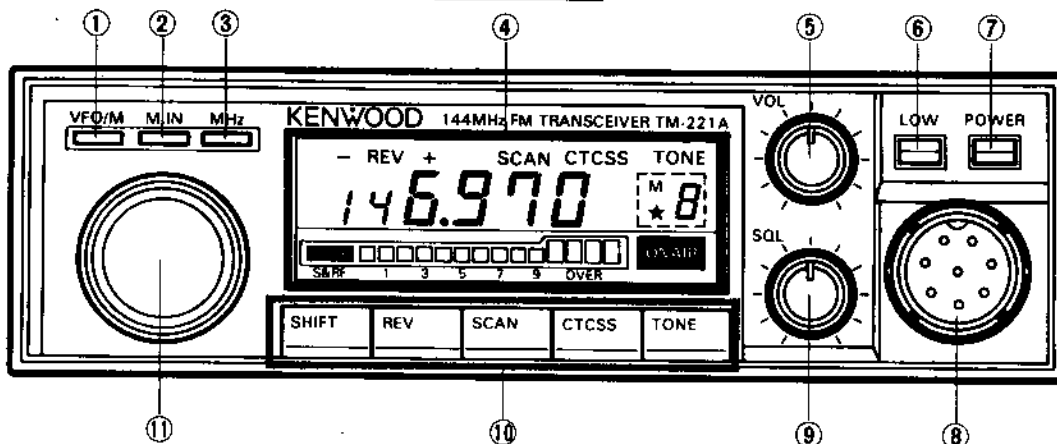 ① ② ③ ④ ⑤ ⑥ ⑦
VFO/M M.IN MHz
KENWOOD 144MHz FM TRANSCEIVER TM-221A
VOL
LOW POWER
− REV + SCAN CTCSS TONE
146.970 M ★ 8
ON AIR
S&RF 1 3 5 7 9 OVER
SQL
SHIFT REV SCAN CTCSS TONE
⑪ ⑩ ⑨ ⑧